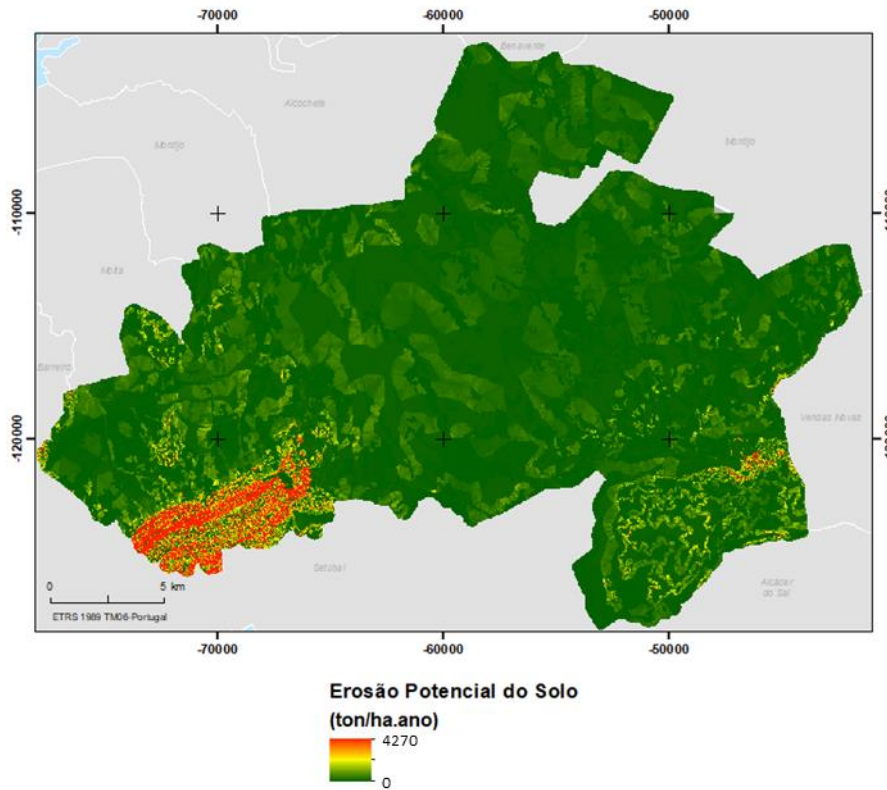 -70000 -60000 -50000
Benavente
Alcochete
Montijo
Montijo
-110000
Moita
Barreiro
Vendas Novas
-120000
Setúbal
Alcácer
do Sal
0 5 km
ETRS 1989 TM06-Portugal
-70000 -60000 -50000
Erosão Potencial do Solo
(ton/ha.ano)
4270
0